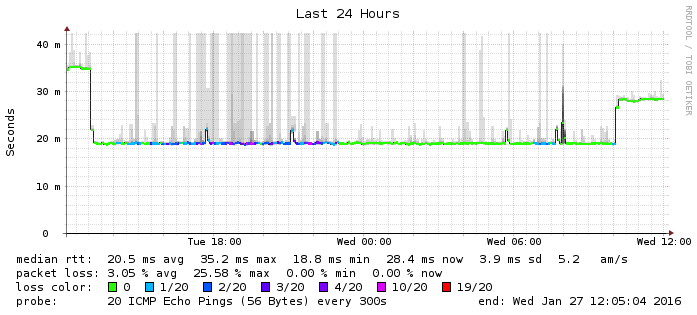 Last 24 Hours
RRDTOOL / TOBI OETIKER
Seconds
40 m
30 m
20 m
10 m
0
Tue 18:00 Wed 00:00 Wed 06:00 Wed 12:00
median rtt: 20.5 ms avg 35.2 ms max 18.8 ms min 28.4 ms now 3.9 ms sd 5.2 am/s
packet loss: 3.05 % avg 25.58 % max 0.00 % min 0.00 % now
loss color: 0 1/20 2/20 3/20 4/20 10/20 19/20
probe: 20 ICMP Echo Pings (56 Bytes) every 300s end: Wed Jan 27 12:05:04 2016